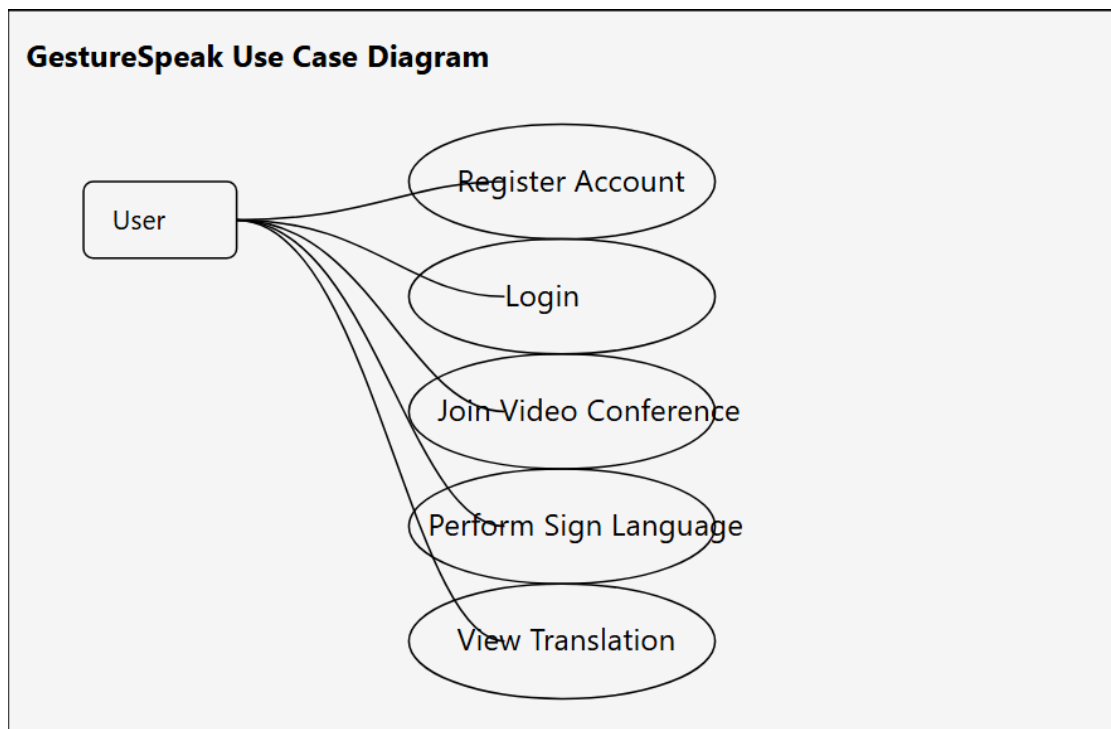 GestureSpeak Use Case Diagram
User
Register Account
Login
Join Video Conference
Perform Sign Language
View Translation